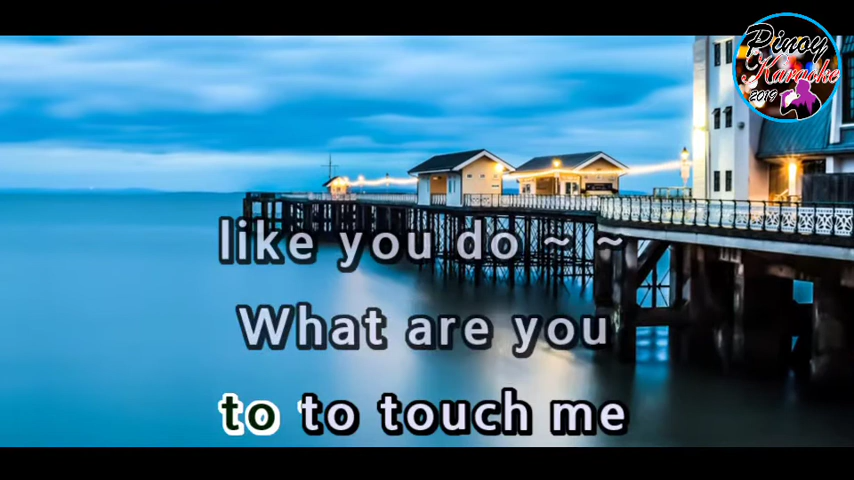 Pinoy
Karaoke
2019
like you do ~ ~
What are you
to to touch me